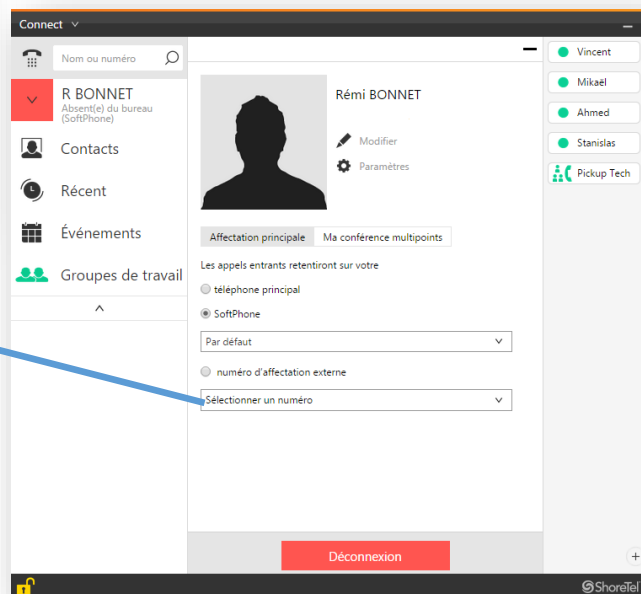 Connect
Nom ou numéro
R BONNET
Absent(e) du bureau
(SoftPhone)
Contacts
Récent
Événements
Groupes de travail
Rémi BONNET
Modifier
Paramètres
Affectation principale
Ma conférence multipoints
Les appels entrants retentiront sur votre
téléphone principal
SoftPhone
Par défaut
numéro d'affectation externe
Sélectionner un numéro
Déconnexion
Vincent
Mikaël
Ahmed
Stanislas
Pickup Tech
ShoreTel